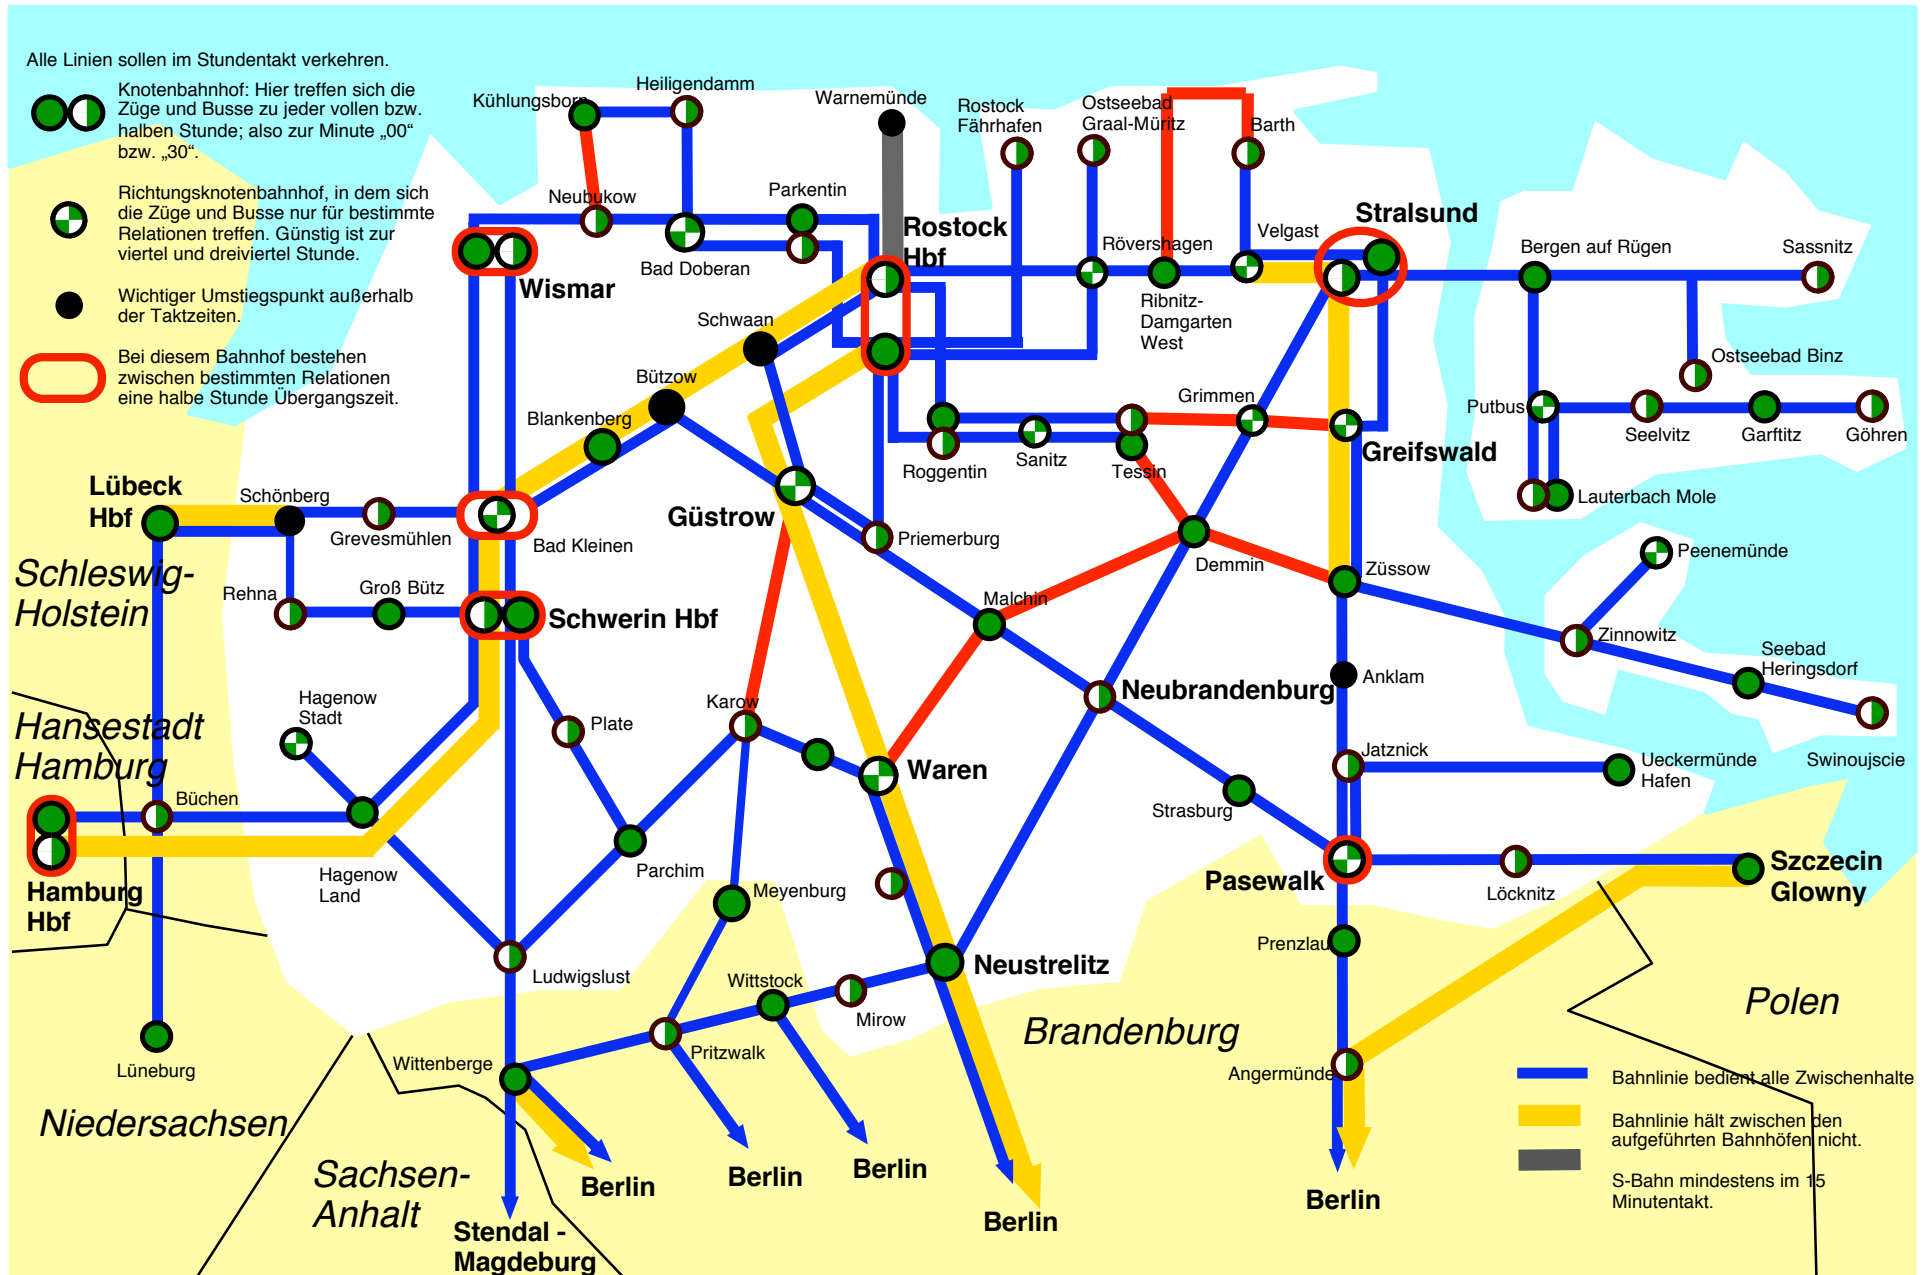 Alle Linien sollen im Stundentakt verkehren.
Knotenbahnhof: Hier treffen sich die
Züge und Busse zu jeder vollen bzw.
halben Stunde; also zur Minute „00“
bzw. „30“.
Richtungsknotenbahnhof, in dem sich
die Züge und Busse nur für bestimmte
Relationen treffen. Günstig ist zur
viertel und dreiviertel Stunde.
Wichtiger Umstiegspunkt außerhalb
der Taktzeiten.
Bei diesem Bahnhof bestehen
zwischen bestimmten Relationen
eine halbe Stunde Übergangszeit.
Kühlungsborn
Heiligendamm
Warnemünde
Rostock
Fährhafen
Ostseebad
Graal-Müritz
Barth
Neubukow
Parkentin
Bad Doberan
Rostock
Hbf
Rövershagen
Velgast
Stralsund
Bergen auf Rügen
Sassnitz
Wismar
Ribnitz-
Damgarten
West
Schwaan
Bützow
Blankenberg
Ostseebad Binz
Grimmen
Putbus
Seelvitz
Garftitz
Göhren
Roggentin
Sanitz
Tessin
Greifswald
Lauterbach Mole
Lübeck
Hbf
Schönberg
Grevesmühlen
Bad Kleinen
Güstrow
Priemerburg
Demmin
Züssow
Peenemünde
Schleswig-
Holstein
Rehna
Groß Bütz
Schwerin Hbf
Malchin
Zinnowitz
Seebad
Heringsdorf
Swinoujscie
Hansestadt
Hamburg
Hagenow
Stadt
Plate
Karow
Neubrandenburg
Anklam
Waren
Jatznick
Ueckermünde
Hafen
Büchen
Strasburg
Hamburg
Hbf
Hagenow
Land
Parchim
Meyenburg
Pasewalk
Löcknitz
Szczecin
Glowny
Ludwigslust
Wittstock
Neustrelitz
Prenzlau
Mirow
Brandenburg
Polen
Lüneburg
Wittenberge
Pritzwalk
Angermünde
Niedersachsen
Sachsen-
Anhalt
Berlin
Berlin
Berlin
Berlin
Berlin
Stendal -
Magdeburg
Bahnlinie bedient alle Zwischenhalte
Bahnlinie hält zwischen den
aufgeführten Bahnhöfen nicht.
S-Bahn mindestens im 15
Minutentakt.